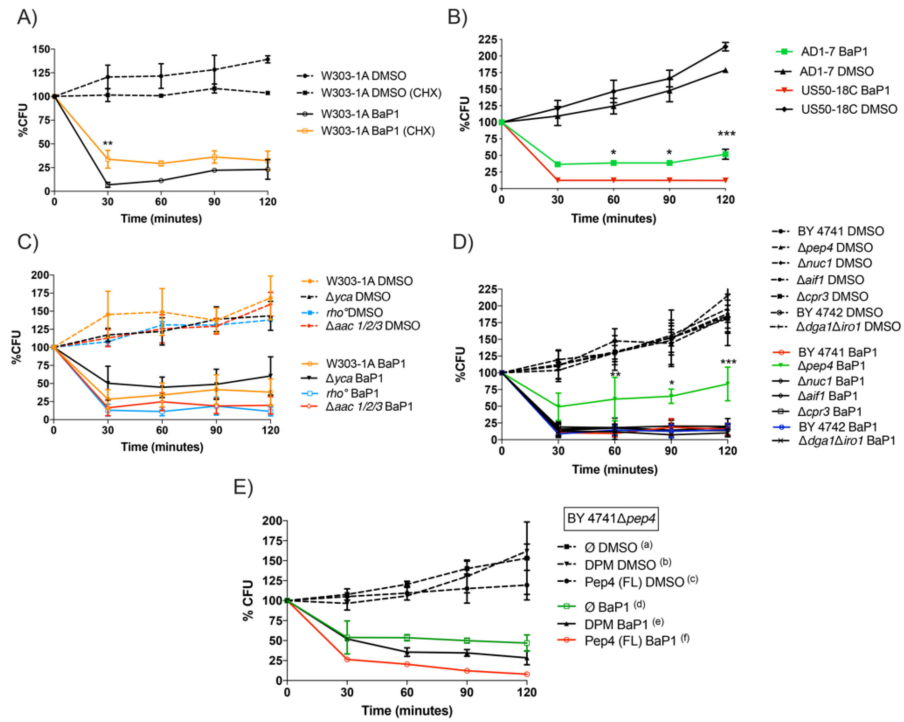 A)
%CFU
150
125
100
75
50
25
0
**
0 30 60 90 120
Time (minutes)
W303-1A DMSO
W303-1A DMSO (CHX)
W303-1A BaP1
W303-1A BaP1 (CHX)
B)
%CFU
225
200
175
150
125
100
75
50
25
0
* * ***
0 30 60 90 120
Time (minutes)
AD1-7 BaP1
AD1-7 DMSO
US50-18C BaP1
US50-18C DMSO
C)
%CFU
200
175
150
125
100
75
50
25
0
0 30 60 90 120
Time (minutes)
W303-1A DMSO
Δyca DMSO
rho°DMSO
Δaac 1/2/3 DMSO
W303-1A BaP1
Δyca BaP1
rho° BaP1
Δaac 1/2/3 BaP1
D)
%CFU
225
200
175
150
125
100
75
50
25
0
** * ***
0 30 60 90 120
Time (minutes)
BY 4741 DMSO
Δpep4 DMSO
Δnuc1 DMSO
Δaif1 DMSO
Δcpr3 DMSO
BY 4742 DMSO
Δdga1Δiro1 DMSO
BY 4741 BaP1
Δpep4 BaP1
Δnuc1 BaP1
Δaif1 BaP1
Δcpr3 BaP1
BY 4742 BaP1
Δdga1Δiro1 BaP1
E)
% CFU
200
175
150
125
100
75
50
25
0
0 30 60 90 120
Time (minutes)
BY 4741Δpep4
Ø DMSO (a)
DPM DMSO (b)
Pep4 (FL) DMSO (c)
Ø BaP1 (d)
DPM BaP1 (e)
Pep4 (FL) BaP1 (f)